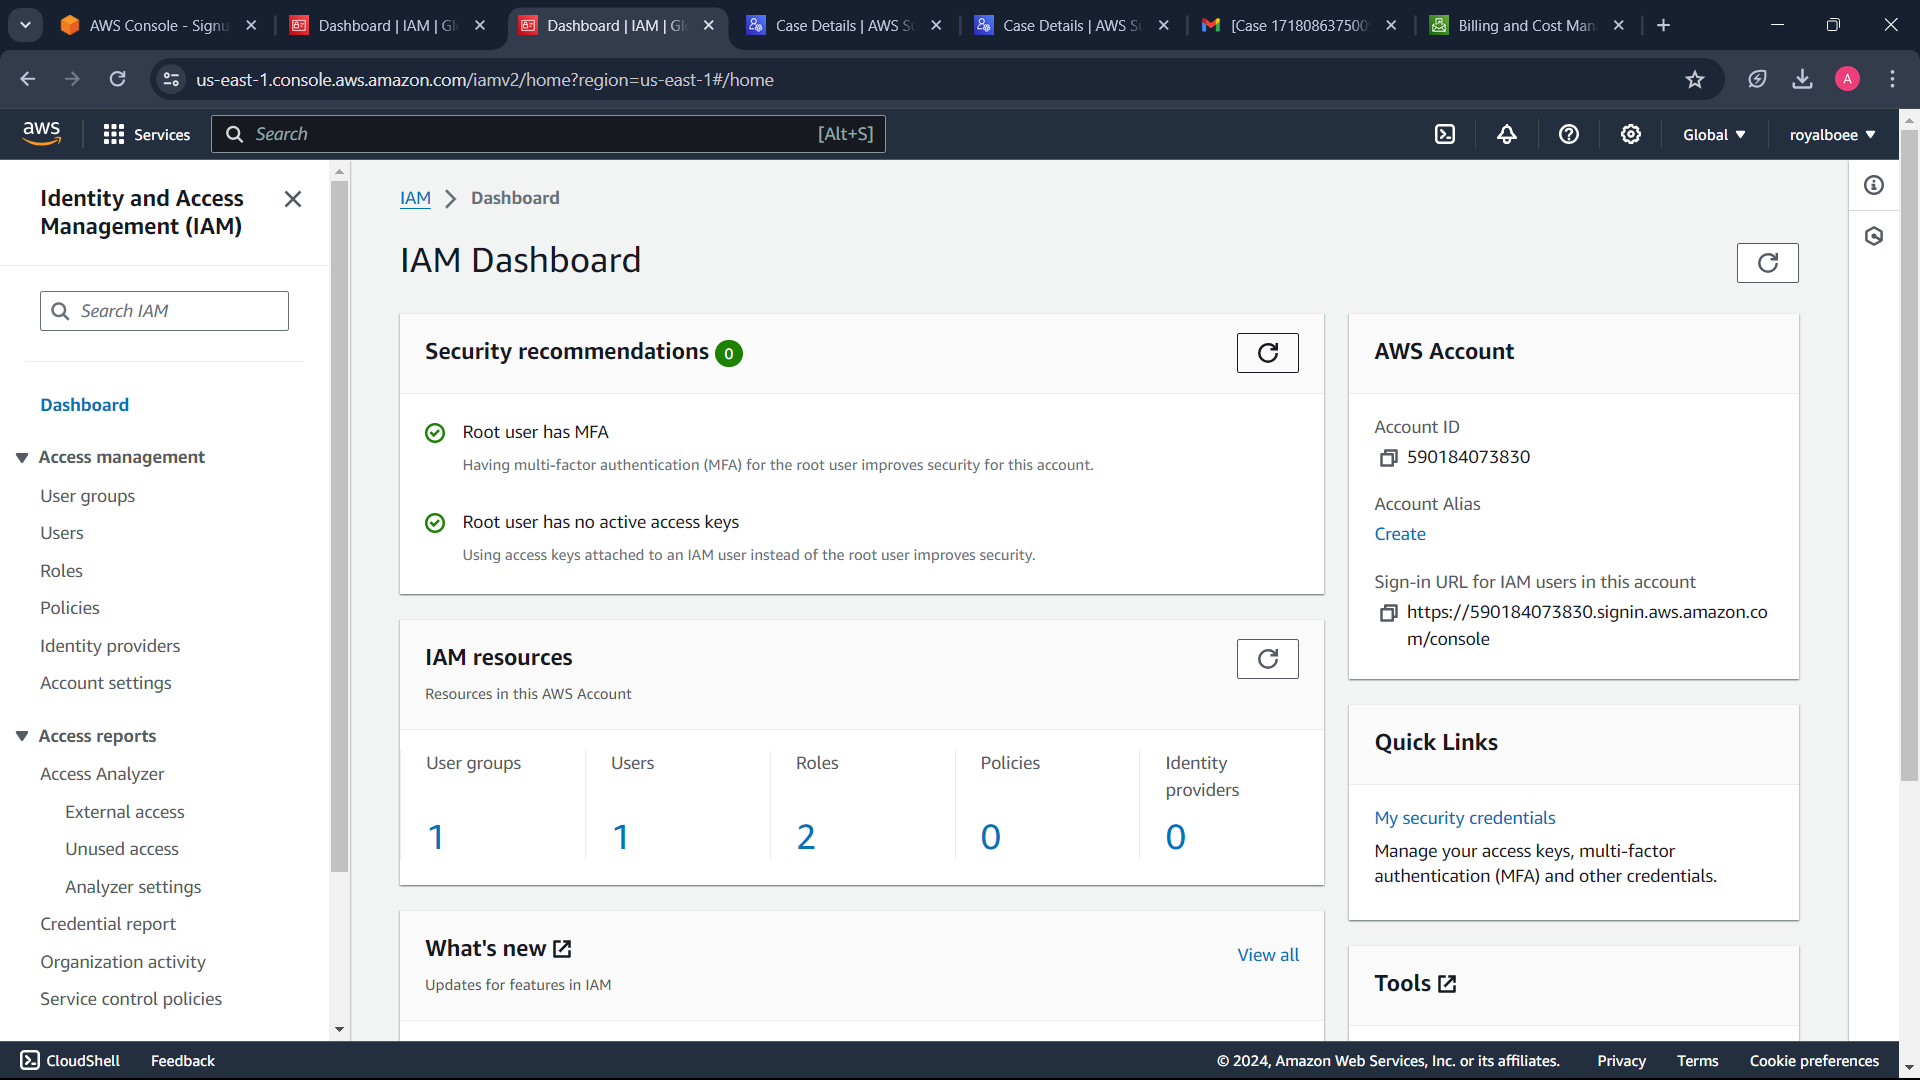 AWS Console - Signu
Dashboard | IAM | Gl
Dashboard | IAM | Gl
Case Details | AWS S
Case Details | AWS S
[Case 171808637500
Billing and Cost Man
us-east-1.console.aws.amazon.com/iamv2/home?region=us-east-1#/home
A
aws
Services
Search
[Alt+S]
Global
royalboee
Identity and Access
Management (IAM)
Search IAM
Dashboard
Access management
User groups
Users
Roles
Policies
Identity providers
Account settings
Access reports
Access Analyzer
External access
Unused access
Analyzer settings
Credential report
Organization activity
Service control policies
IAM > Dashboard
IAM Dashboard
Security recommendations 0
Root user has MFA
Having multi-factor authentication (MFA) for the root user improves security for this account.
Root user has no active access keys
Using access keys attached to an IAM user instead of the root user improves security.
IAM resources
Resources in this AWS Account
User groups
1
Users
1
Roles
2
Policies
0
Identity
providers
0
What's new
View all
Updates for features in IAM
AWS Account
Account ID
590184073830
Account Alias
Create
Sign-in URL for IAM users in this account
https://590184073830.signin.aws.amazon.co
m/console
Quick Links
My security credentials
Manage your access keys, multi-factor
authentication (MFA) and other credentials.
Tools
CloudShell
Feedback
© 2024, Amazon Web Services, Inc. or its affiliates.
Privacy
Terms
Cookie preferences